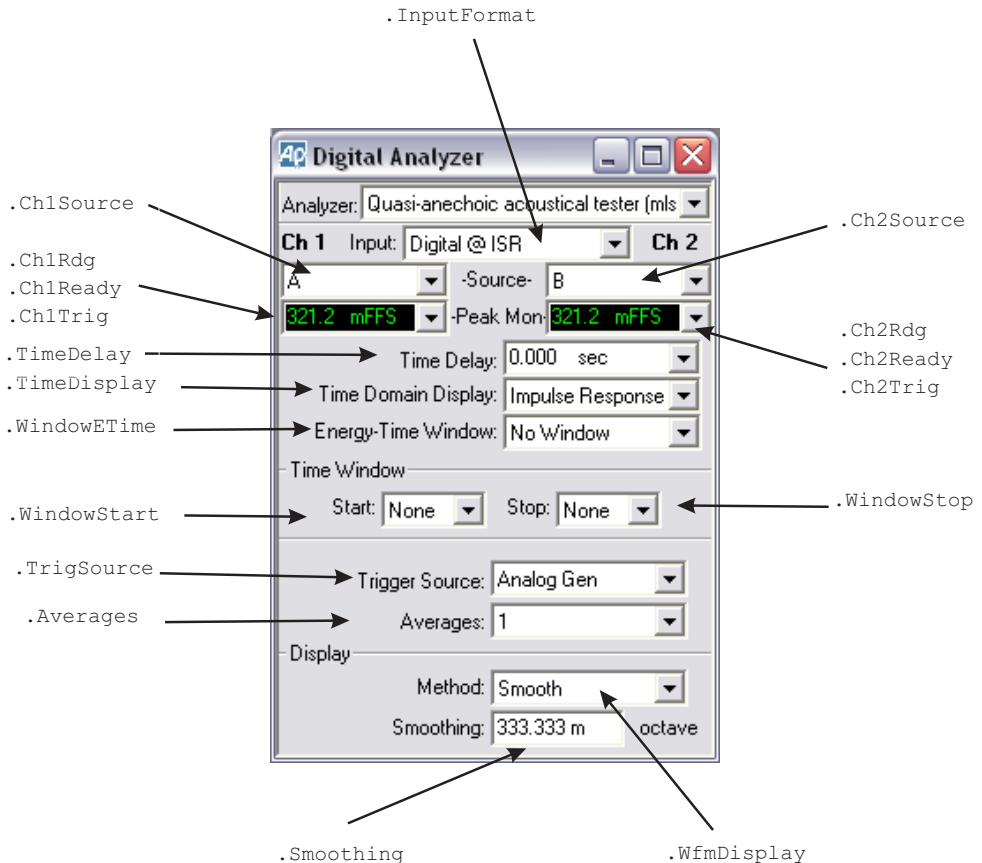 .InputFormat
Ap Digital Analyzer
Analyzer: Quasi-anechoic acoustical tester (mls
.Ch1Source
.Ch2Source
Ch 1 Input: Digital @ ISR Ch 2
A -Source- B
.Ch1Rdg
.Ch1Ready
.Ch1Trig
321.2 mFFS -Peak Mon- 321.2 mFFS
.Ch2Rdg
.Ch2Ready
.Ch2Trig
.TimeDelay
Time Delay: 0.000 sec
.TimeDisplay
Time Domain Display: Impulse Response
.WindowETime
Energy-Time Window: No Window
Time Window
.WindowStart
Start: None Stop: None
.WindowStop
.TrigSource
Trigger Source: Analog Gen
.Averages
Averages: 1
Display
Method: Smooth
Smoothing: 333.333 m octave
.Smoothing
.WfmDisplay